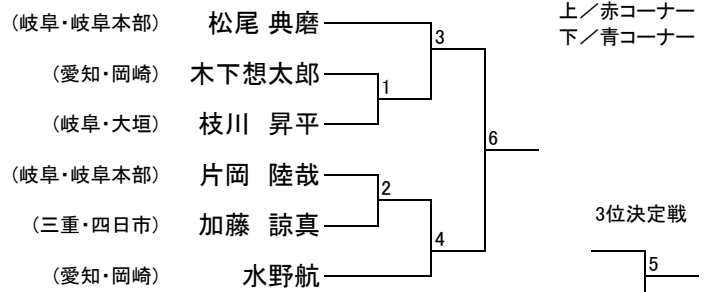 (岐阜・岐阜本部) 松尾 典磨
上／赤コーナー
下／青コーナー
3
(愛知・岡崎) 木下想太郎
1
(岐阜・大垣) 枝川 昇平
6
(岐阜・岐阜本部) 片岡 陸哉
2
(三重・四日市) 加藤 諒真
3位決定戦
4
(愛知・岡崎) 水野航
5